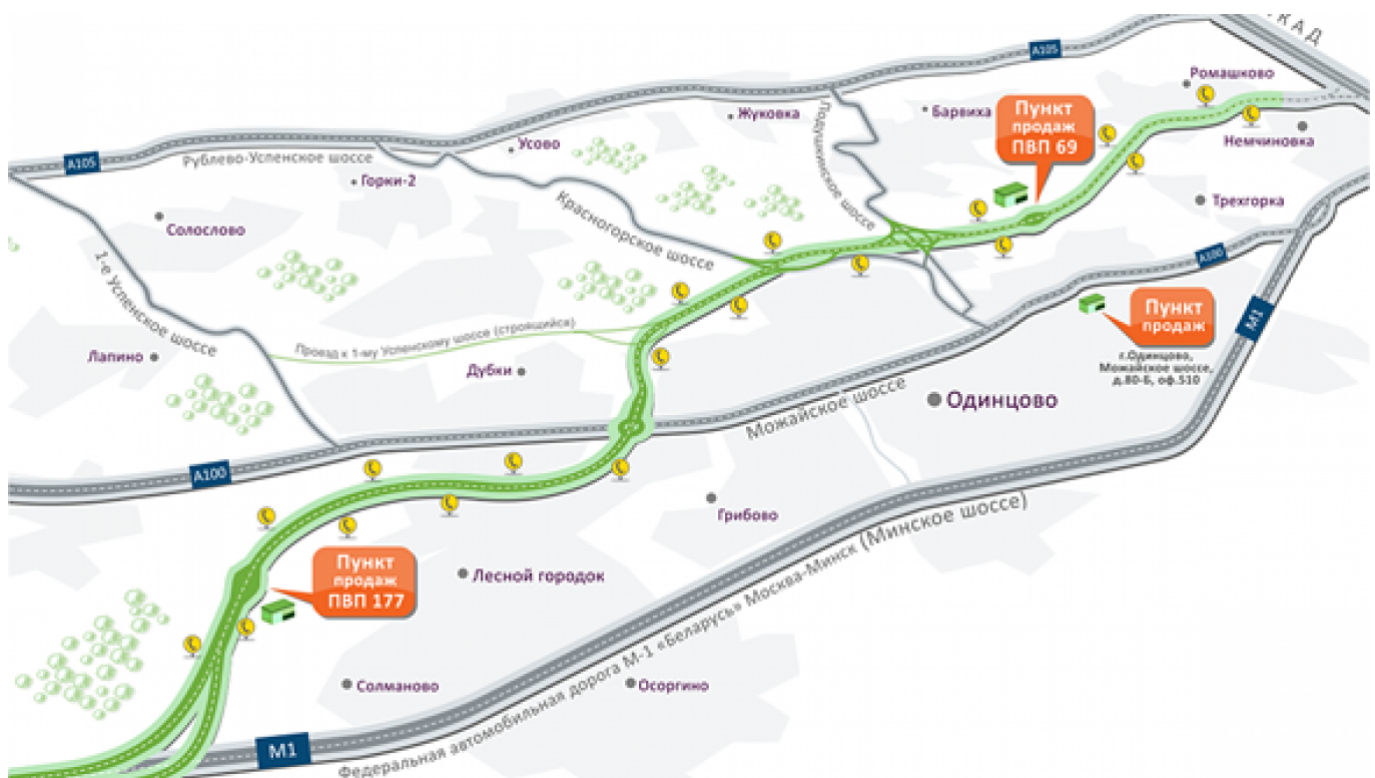 КАД
А105
Ромашково
Жуковка
Барвиха
Пункт
продаж
ПВП 69
Немчиновка
Усово
А105
Рублево-Успенское шоссе
Горки-2
Подушкинское шоссе
Трехгорка
Солослово
Красногорское шоссе
А100
1-е Успенское шоссе
Пункт
продаж
М1
Проезд к 1-му Успенскому шоссе (строящийся)
Лапино
Дубки
г.Одинцово,
Можайское шоссе,
д.80-Б, оф.510
Одинцово
Можайское шоссе
А100
Грибово
Пункт
продаж
ПВП 177
Лесной городок
Солманово
Осоргино
М1
Федеральная автомобильная дорога М-1 «Беларусь» Москва-Минск (Минское шоссе)